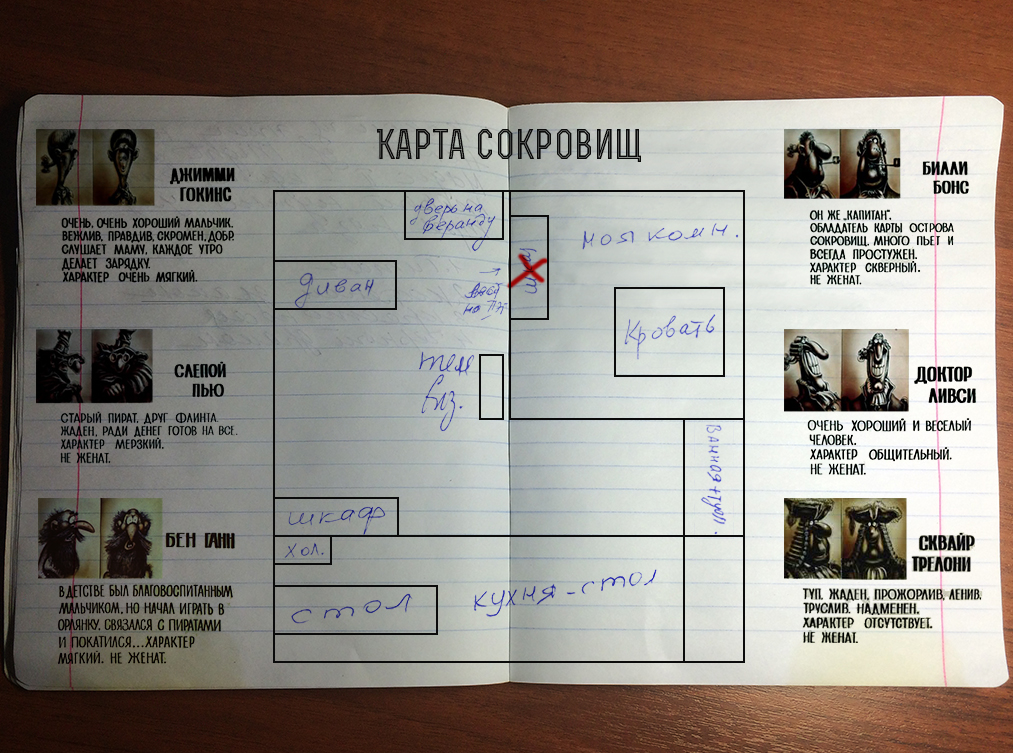 КАРТА СОКРОВИЩ
ДЖИММИ
ГОКИНС
ОЧЕНЬ, ОЧЕНЬ ХОРОШИЙ МАЛЬЧИК.
ВЕЖЛИВ, ПРАВДИВ, СКРОМЕН, ДОБР.
СЛУШАЕТ МАМУ, КАЖДОЕ УТРО
ДЕЛАЕТ ЗАРЯДКУ.
ХАРАКТЕР ОЧЕНЬ МЯГКИЙ.
СЛЕПОЙ
ПЬЮ
СТАРЫЙ ПИРАТ, ДРУГ ФЛИНТА.
ЖАДЕН, РАДИ ДЕНЕГ ГОТОВ НА ВСЕ.
ХАРАКТЕР МЕРЗКИЙ.
НЕ ЖЕНАТ.
БЕН ГАНН
В ДЕТСТВЕ БЫЛ БЛАГОВОСПИТАННЫМ
МАЛЬЧИКОМ, НО НАЧАЛ ИГРАТЬ В
ОРЛЯНКУ, СВЯЗАЛСЯ С ПИРАТАМИ
И ПОКАТИЛСЯ...ХАРАКТЕР
МЯГКИЙ. НЕ ЖЕНАТ.
дверь на
веранду
диван
моя комн.
Кровать
теле
виз.
Ванная+туал.
шкаф
хол.
стол
кухня-стол
БИЛЛИ
БОНС
ОН ЖЕ „КАПИТАН".
ОБЛАДАТЕЛЬ КАРТЫ ОСТРОВА
СОКРОВИЩ. МНОГО ПЬЕТ И
ВСЕГДА ПРОСТУЖЕН.
ХАРАКТЕР СКВЕРНЫЙ.
НЕ ЖЕНАТ.
ДОКТОР
ЛИВСИ
ОЧЕНЬ ХОРОШИЙ И ВЕСЕЛЫЙ
ЧЕЛОВЕК.
ХАРАКТЕР ОБЩИТЕЛЬНЫЙ.
НЕ ЖЕНАТ.
СКВАЙР
ТРЕЛОНИ
ТУП, ЖАДЕН, ПРОЖОРЛИВ, ЛЕНИВ,
ТРУСЛИВ, НАДМЕНЕН.
ХАРАКТЕР ОТСУТСТВУЕТ.
НЕ ЖЕНАТ.